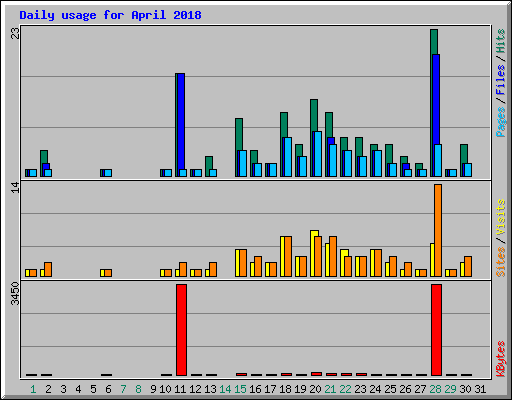 Daily usage for April 2018
23
Pages / Files / Hits
14
Sites / Visits
3450
KBytes
1 2 3 4 5 6 7 8 9 10 11 12 13 14 15 16 17 18 19 20 21 22 23 24 25 26 27 28 29 30 31